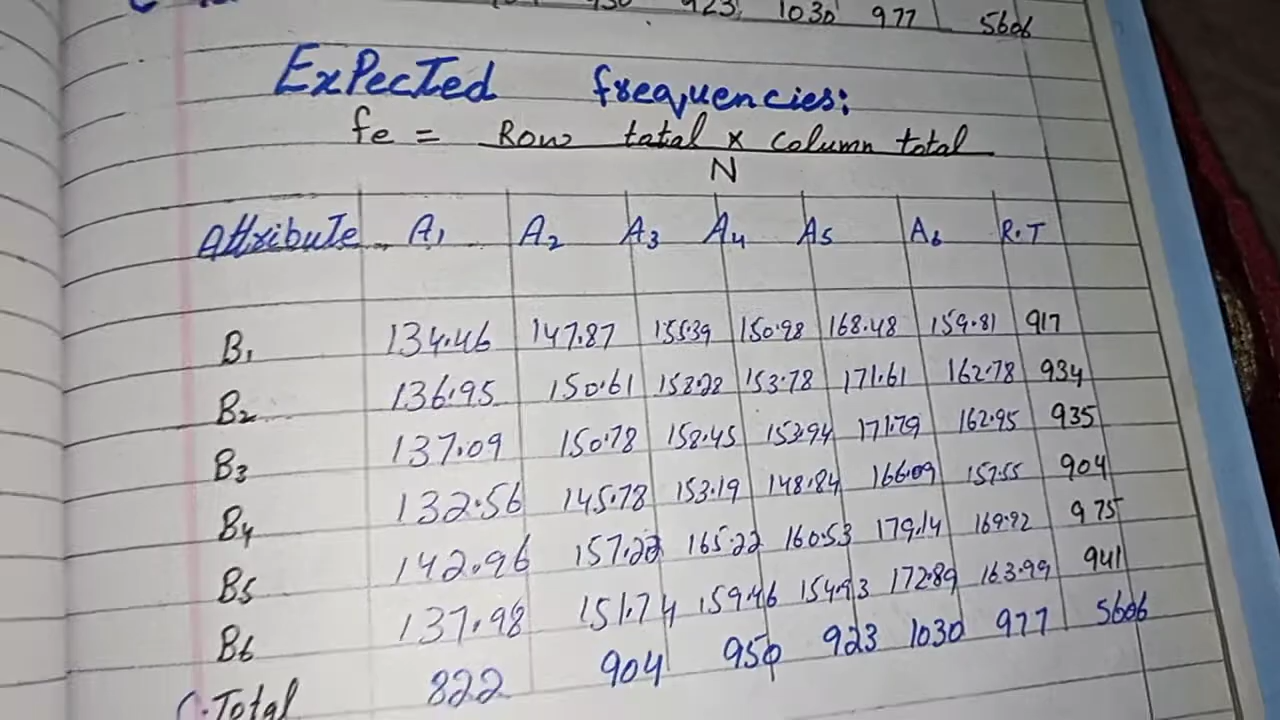 923 1030 977 5606
Expected frequencies:
fe = Row tatal × Column total
N
Attribute A1 A2 A3 A4 A5 A6 R.T
B1 134.46 147.87 155.39 150.98 168.48 159.81 917
B2 136.95 150.61 158.28 153.78 171.61 162.78 934
B3 137.09 150.78 158.45 153.94 171.79 162.95 935
B4 132.56 145.78 153.19 148.84 166.09 157.55 904
B5 142.96 157.22 165.22 160.53 179.14 169.92 975
B6 137.98 151.74 159.46 154.93 172.89 163.99 941
C.Total 822 904 950 923 1030 977 5606